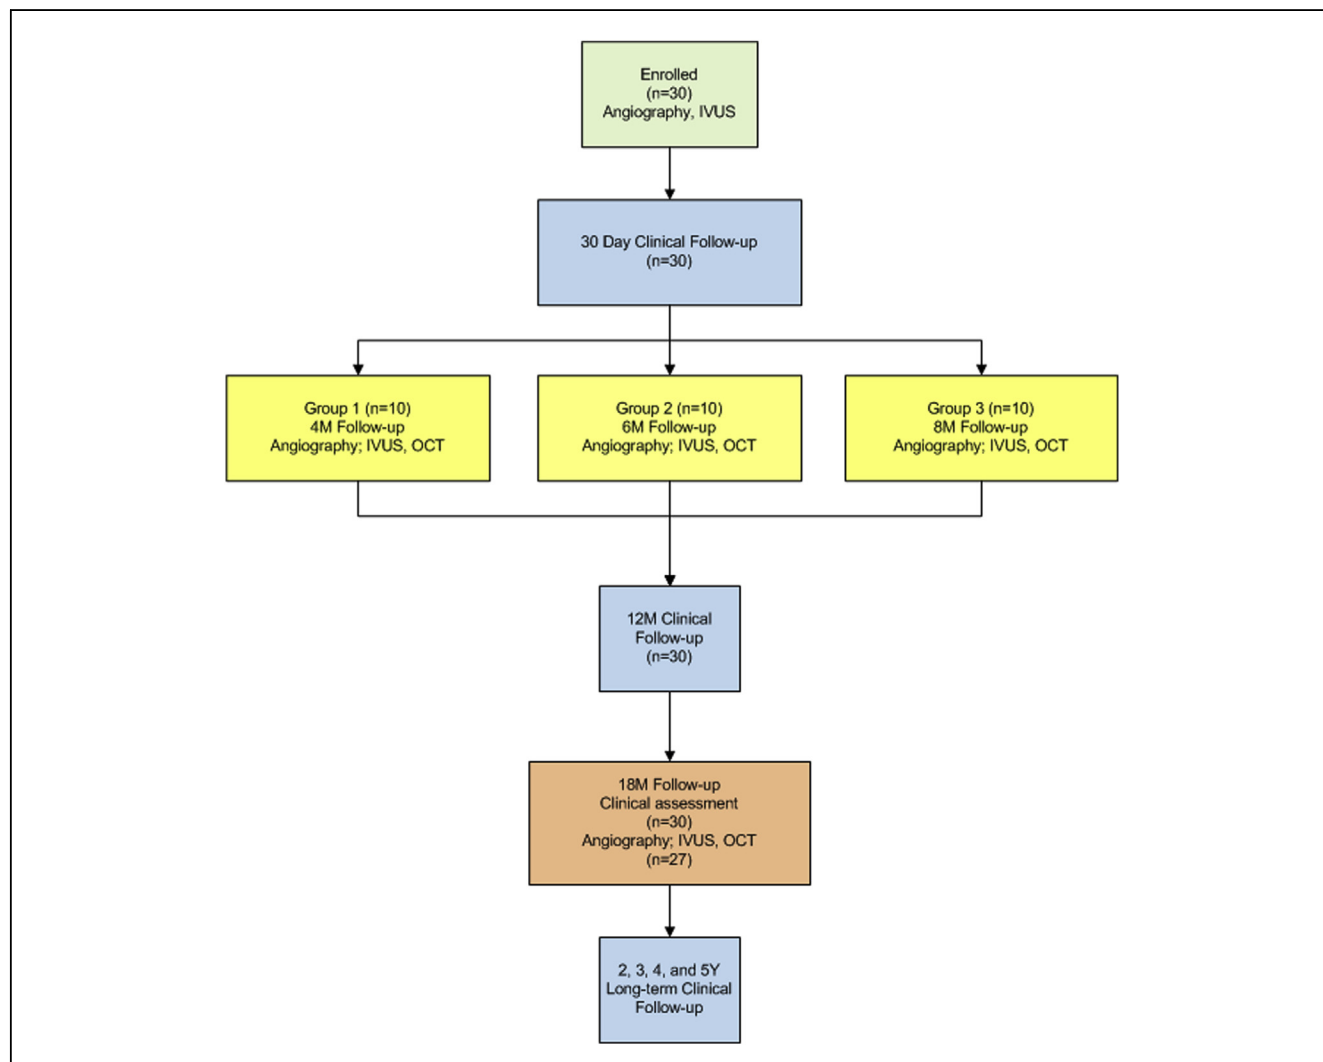 Enrolled
(n=30)
Angiography, IVUS
30 Day Clinical Follow-up
(n=30)
Group 1 (n=10)
4M Follow-up
Angiography; IVUS, OCT
Group 2 (n=10)
6M Follow-up
Angiography; IVUS, OCT
Group 3 (n=10)
8M Follow-up
Angiography; IVUS, OCT
12M Clinical
Follow-up
(n=30)
18M Follow-up
Clinical assessment
(n=30)
Angiography; IVUS, OCT
(n=27)
2, 3, 4, and 5Y
Long-term Clinical
Follow-up